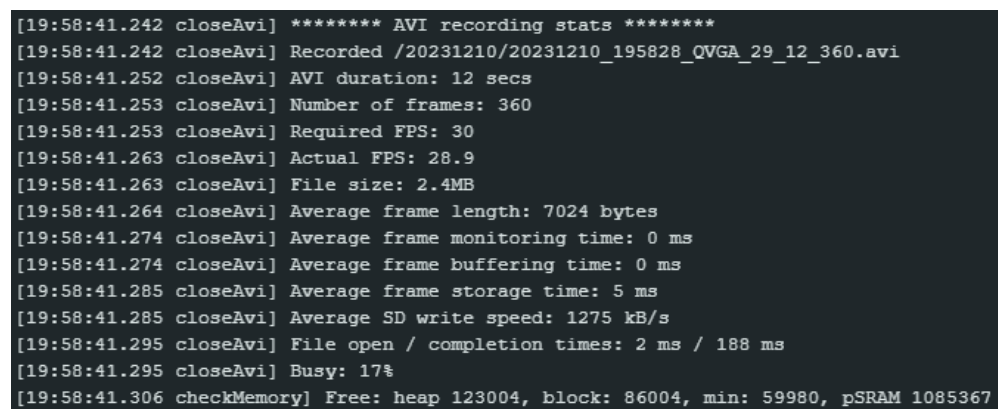 [19:58:41.242 closeAvi] ******** AVI recording stats ********
[19:58:41.242 closeAvi] Recorded /20231210/20231210_195828_QVGA_29_12_360.avi
[19:58:41.252 closeAvi] AVI duration: 12 secs
[19:58:41.253 closeAvi] Number of frames: 360
[19:58:41.253 closeAvi] Required FPS: 30
[19:58:41.263 closeAvi] Actual FPS: 28.9
[19:58:41.263 closeAvi] File size: 2.4MB
[19:58:41.264 closeAvi] Average frame length: 7024 bytes
[19:58:41.274 closeAvi] Average frame monitoring time: 0 ms
[19:58:41.274 closeAvi] Average frame buffering time: 0 ms
[19:58:41.285 closeAvi] Average frame storage time: 5 ms
[19:58:41.285 closeAvi] Average SD write speed: 1275 kB/s
[19:58:41.295 closeAvi] File open / completion times: 2 ms / 188 ms
[19:58:41.295 closeAvi] Busy: 17%
[19:58:41.306 checkMemory] Free: heap 123004, block: 86004, min: 59980, pSRAM 1085367